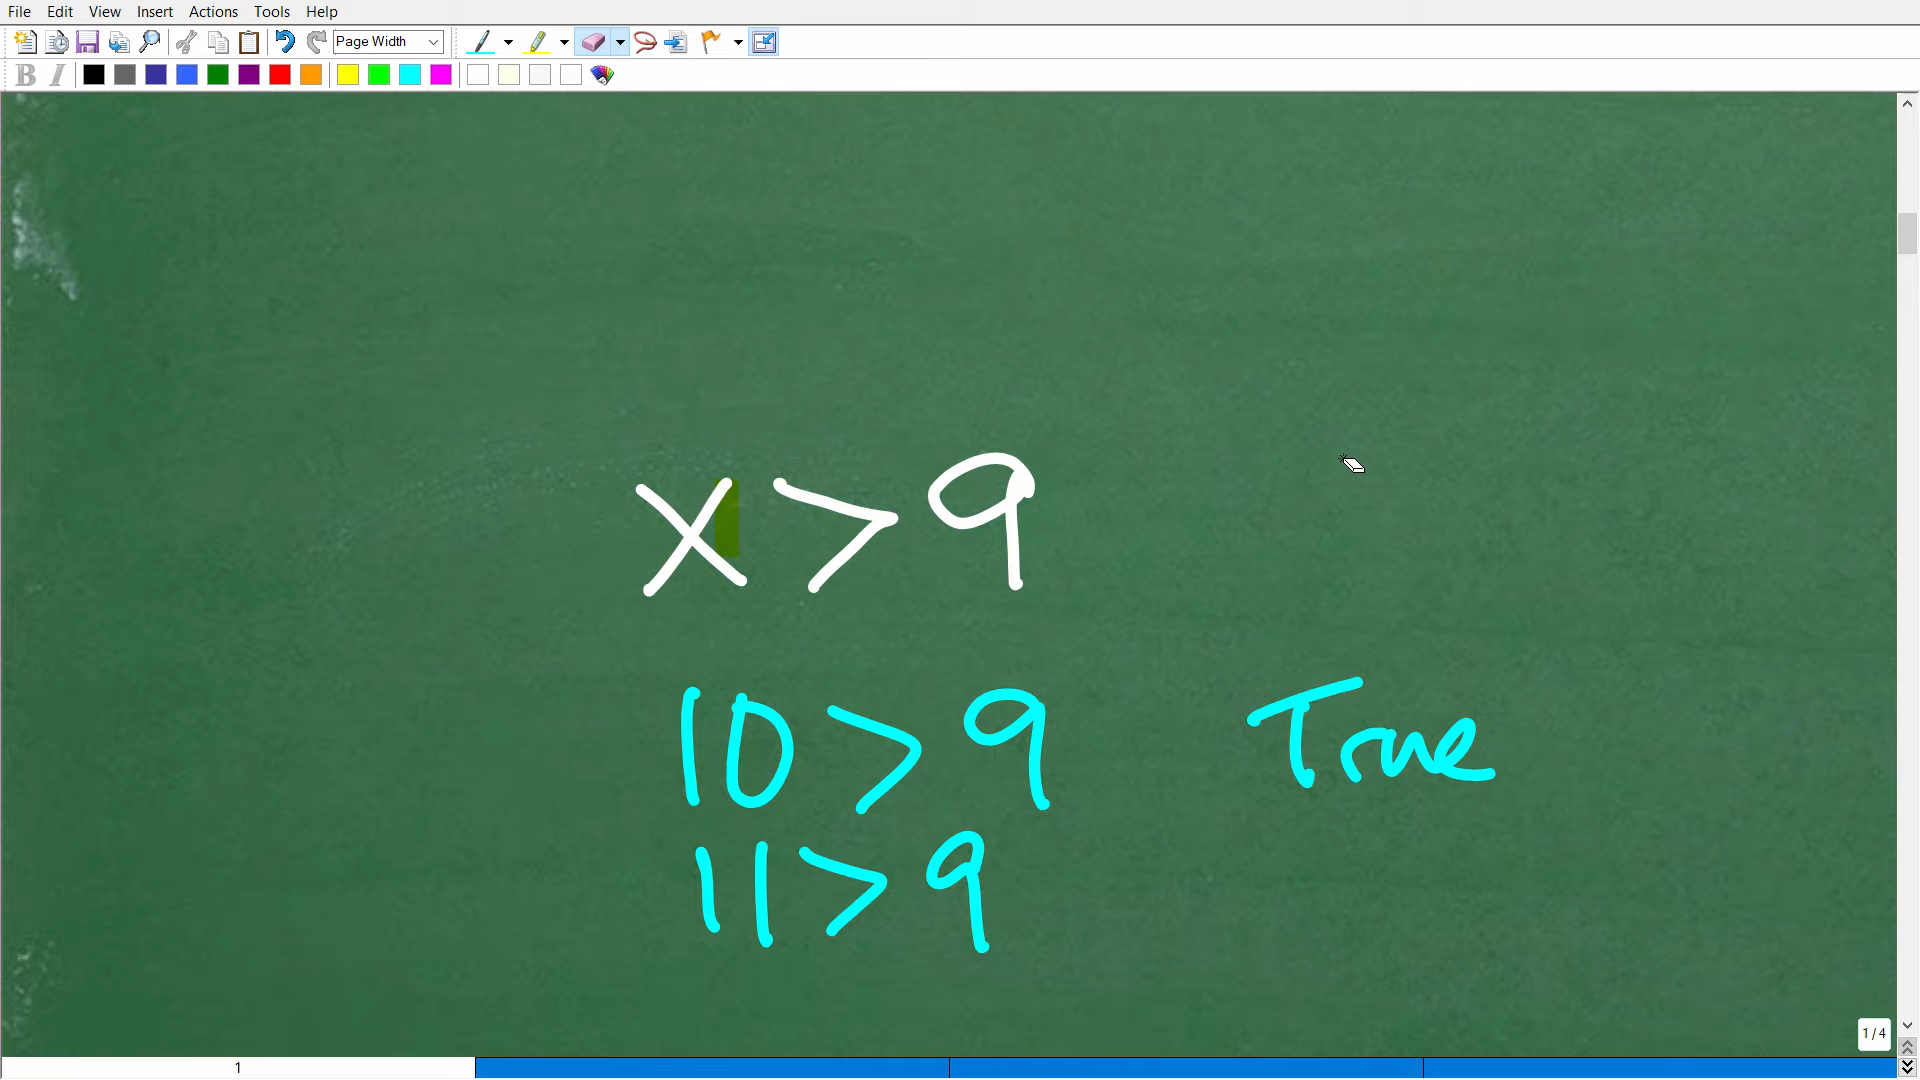 File Edit View Insert Actions Tools Help
Page Width
B I
x > 9
10 > 9 True
11 > 9
1 / 4
1